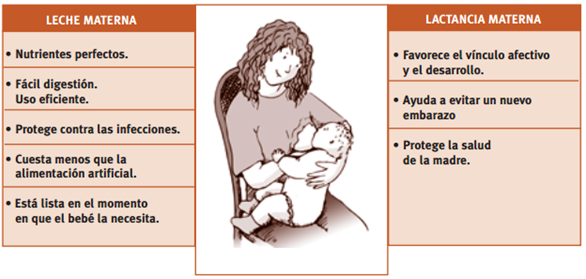 LECHE MATERNA
• Nutrientes perfectos.
• Fácil digestión.
Uso eficiente.
• Protege contra las infecciones.
• Cuesta menos que la
alimentación artificial.
• Está lista en el momento
en que el bebé la necesita.
LACTANCIA MATERNA
• Favorece el vínculo afectivo
y el desarrollo.
• Ayuda a evitar un nuevo
embarazo
• Protege la salud
de la madre.